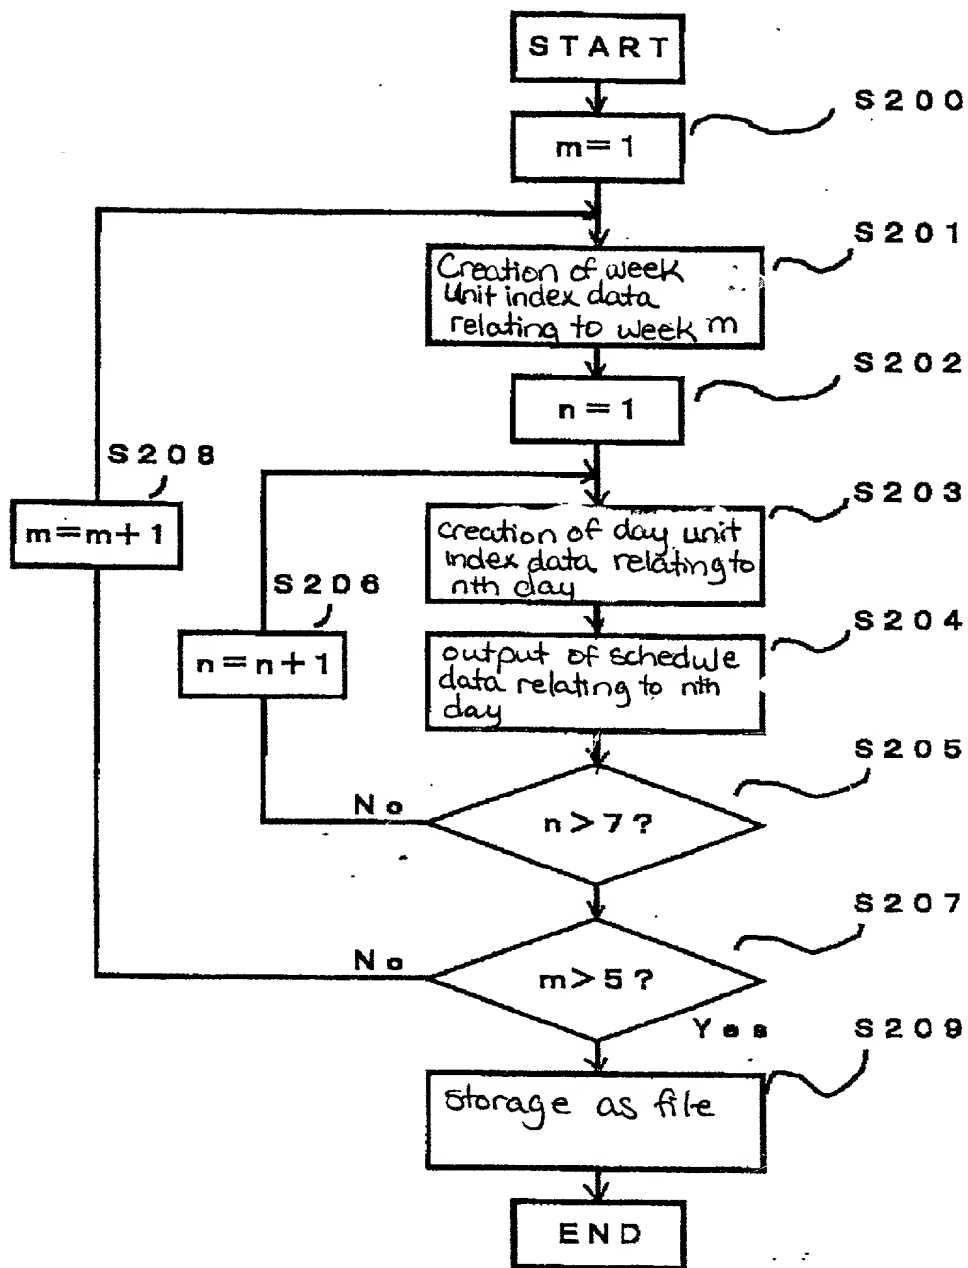 START
S200
m=1
S201
Creation of week
Unit index data
relating to week m
S202
n=1
S208
m=m+1
S203
creation of day unit
index data relating to
nth day
S206
n=n+1
S204
output of schedule
data relating to nth
day
S205
No
n>7?
S207
No
m>5?
Yes
S209
Storage as file
END